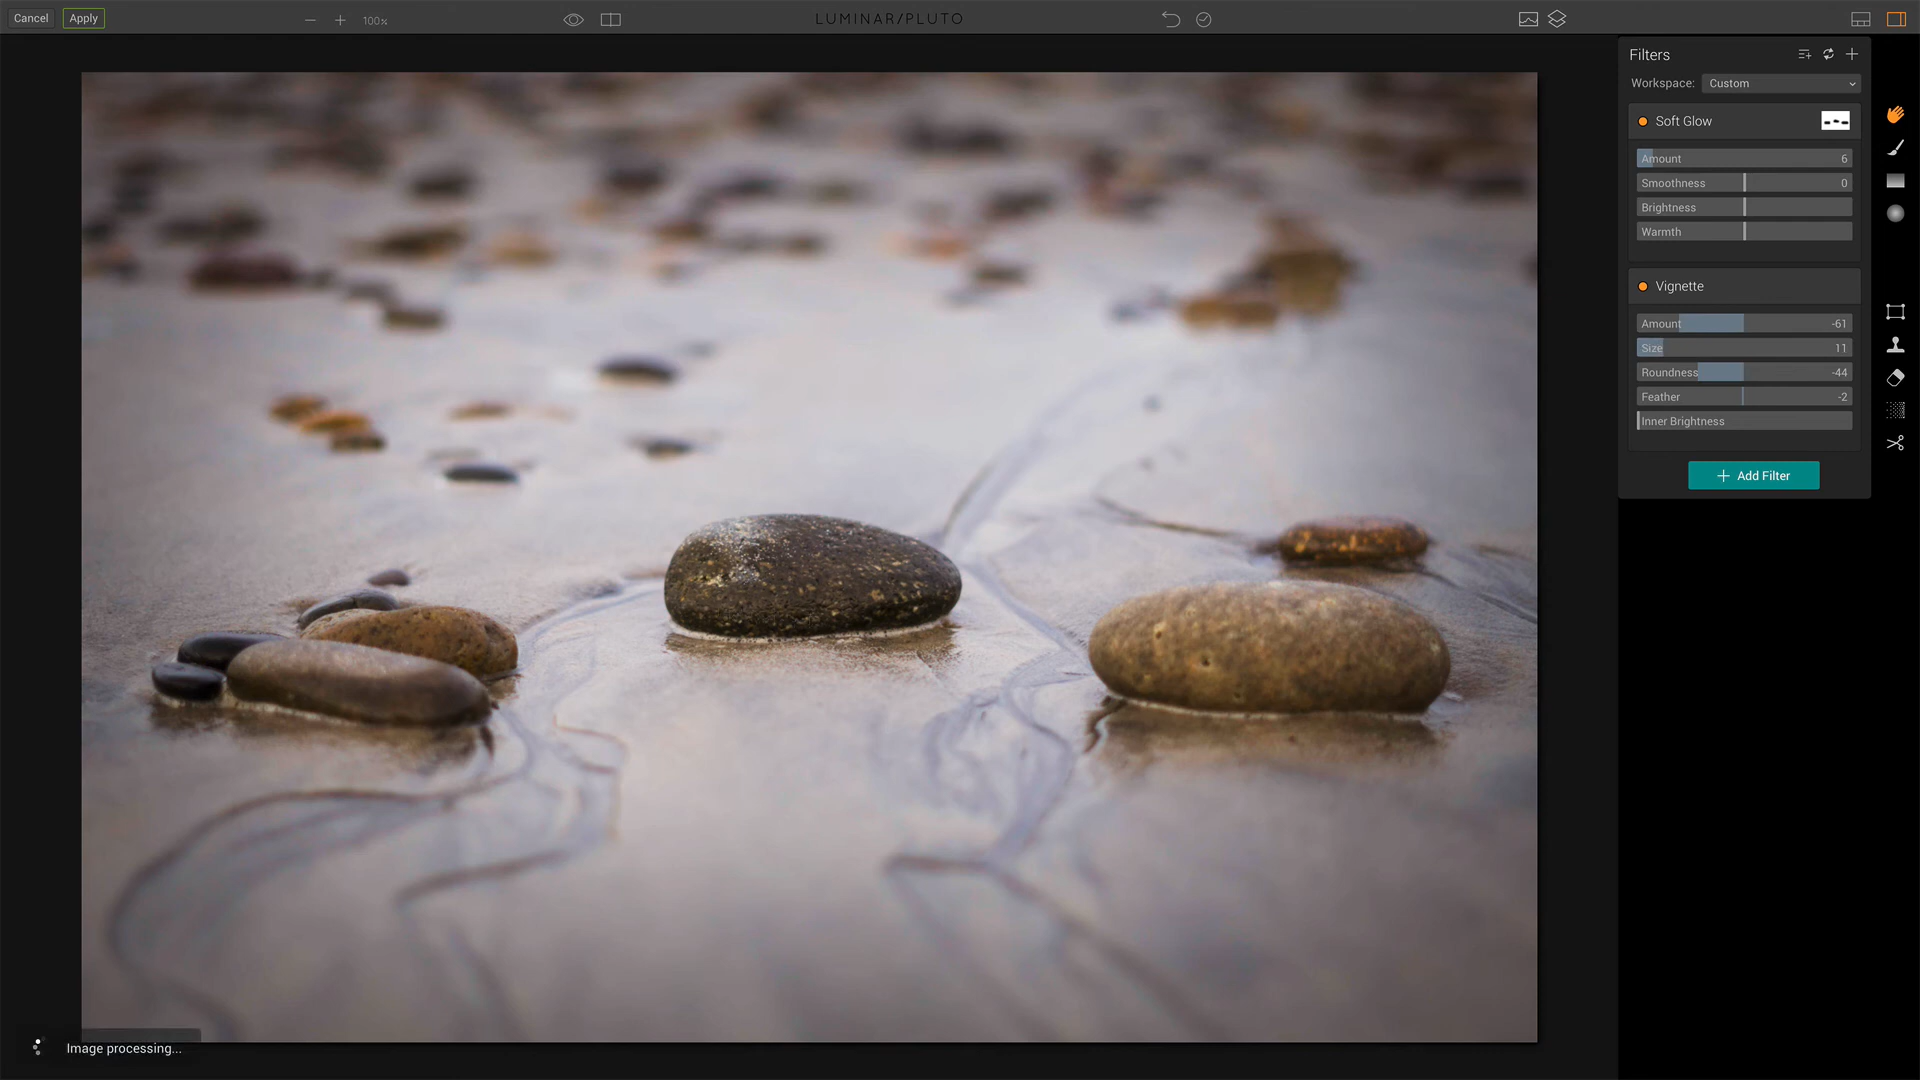 Cancel Apply 100% LUMINAR/PLUTO
Filters
Workspace: Custom
Soft Glow
Amount 6
Smoothness 0
Brightness
Warmth
Vignette
Amount -61
Size 11
Roundness -44
Feather -2
Inner Brightness
Add Filter
Image processing...